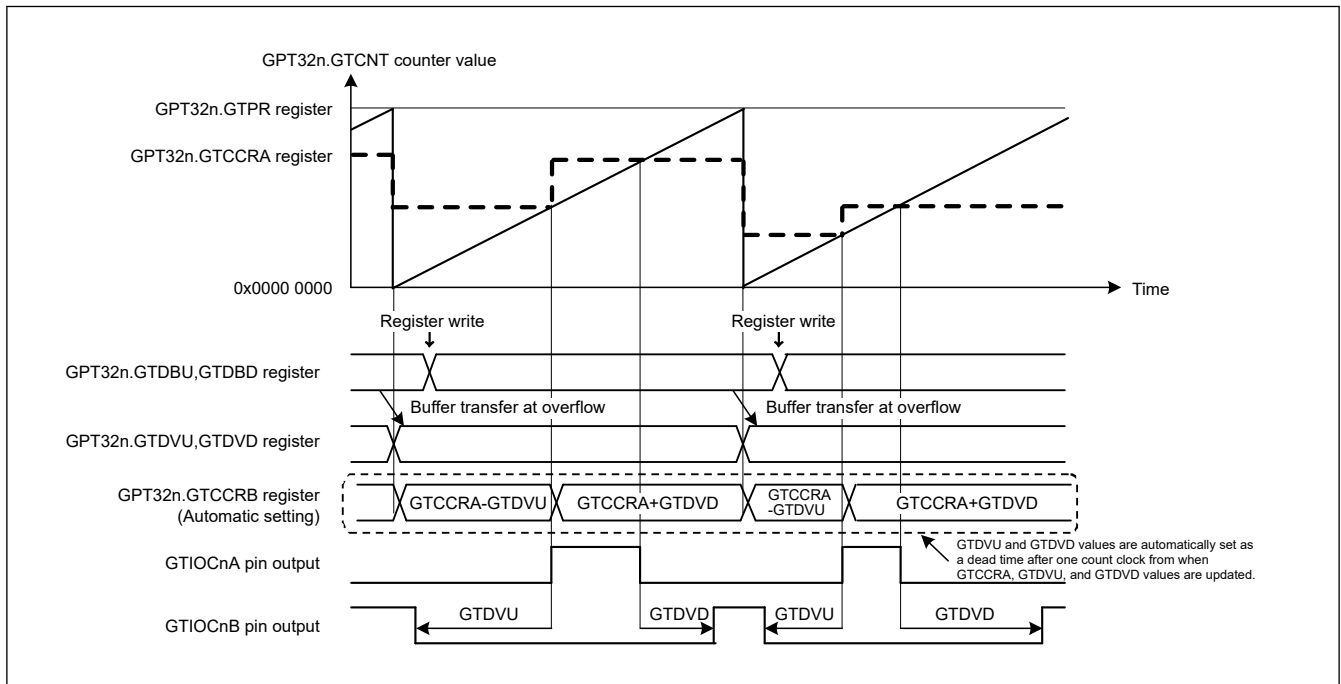 GPT32n.GTCNT counter value
GPT32n.GTPR register
GPT32n.GTCCRA register
0x0000 0000
Time
Register write
Register write
GPT32n.GTDBU,GTDBD register
Buffer transfer at overflow
Buffer transfer at overflow
GPT32n.GTDVU,GTDVD register
GPT32n.GTCCRB register
(Automatic setting)
GTCCRA-GTDVU
GTCCRA+GTDVD
GTCCRA
-GTDVU
GTCCRA+GTDVD
GTDVU and GTDVD values are automatically set as
a dead time after one count clock from when
GTCCRA, GTDVU, and GTDVD values are updated.
GTIOCnA pin output
GTIOCnB pin output
GTDVU
GTDVD
GTDVU
GTDVD